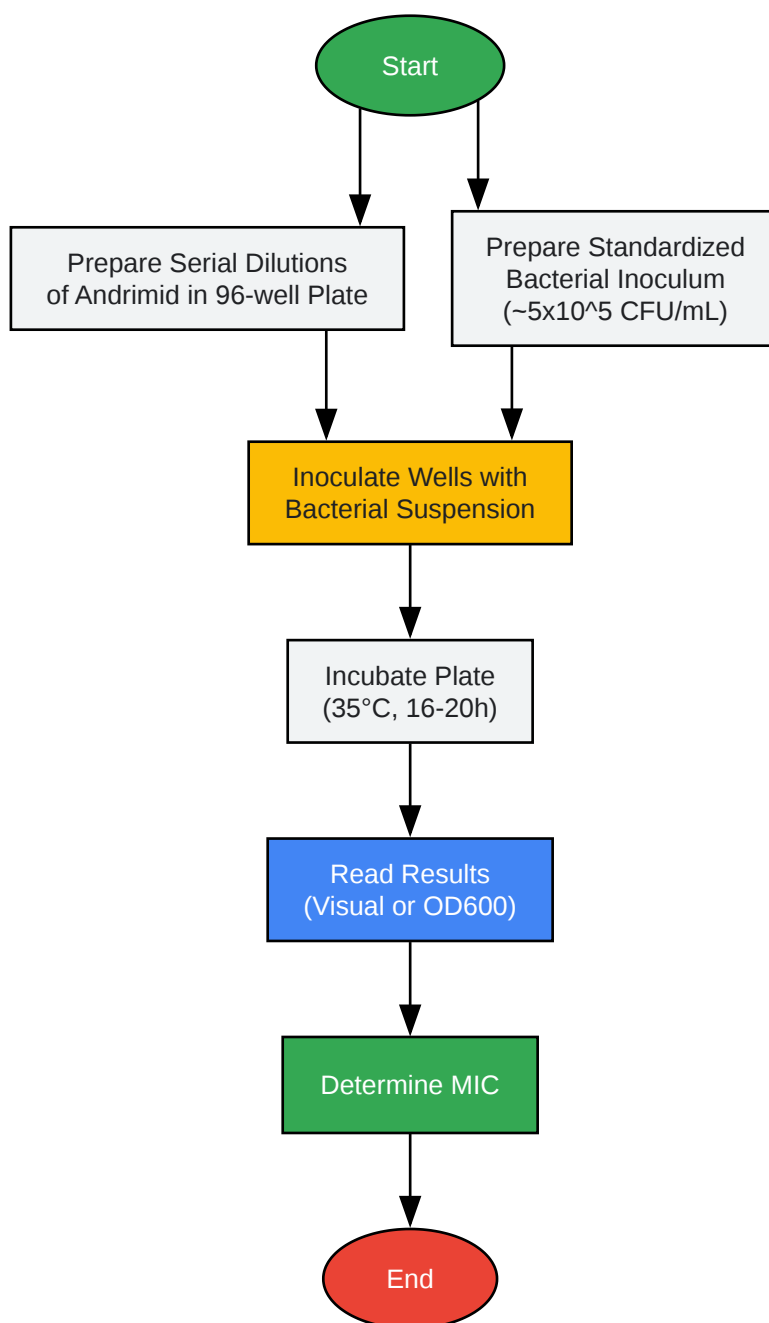 Start
Prepare Serial Dilutions
of Andrimid in 96-well Plate
Prepare Standardized
Bacterial Inoculum
(~5x10^5 CFU/mL)
Inoculate Wells with
Bacterial Suspension
Incubate Plate
(35°C, 16-20h)
Read Results
(Visual or OD600)
Determine MIC
End